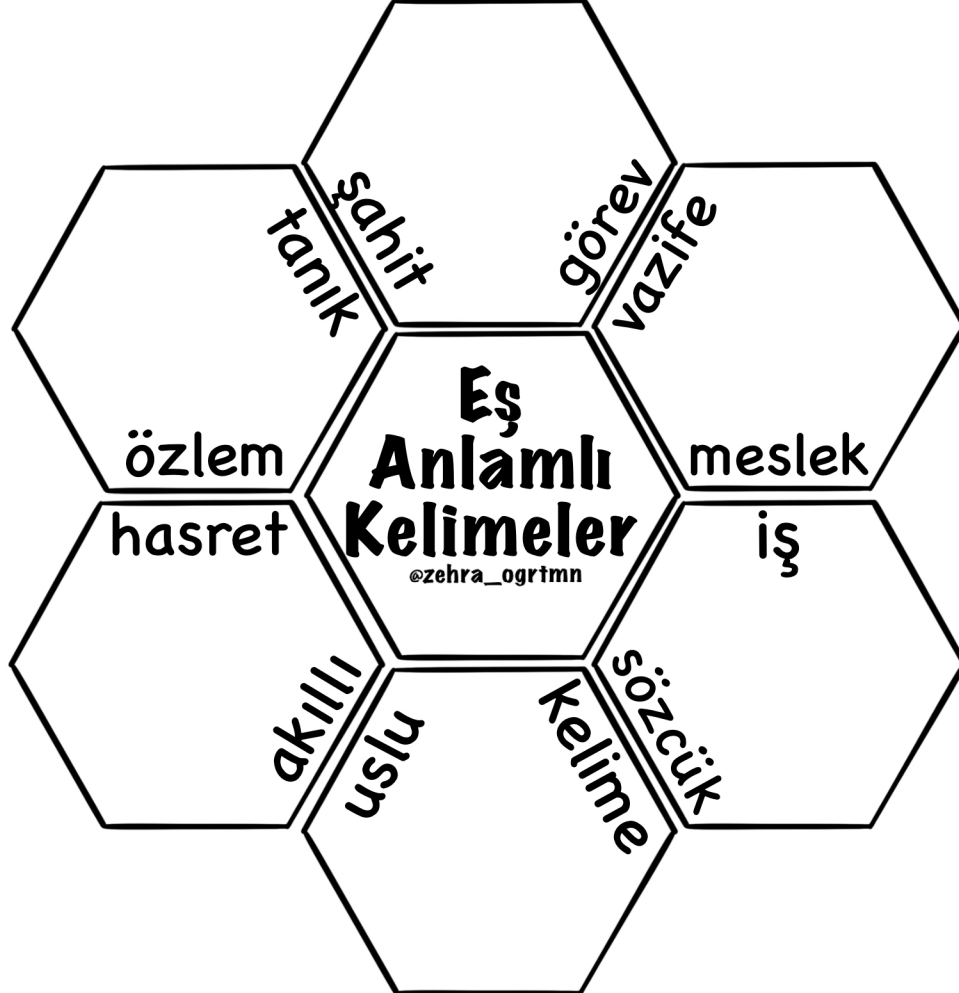 şahit
görev
tanık
vazife
Eş
Anlamlı
Kelimeler
@zehra_ogrtmn
özlem
meslek
hasret
iş
akıllı
sözcük
uslu
kelime